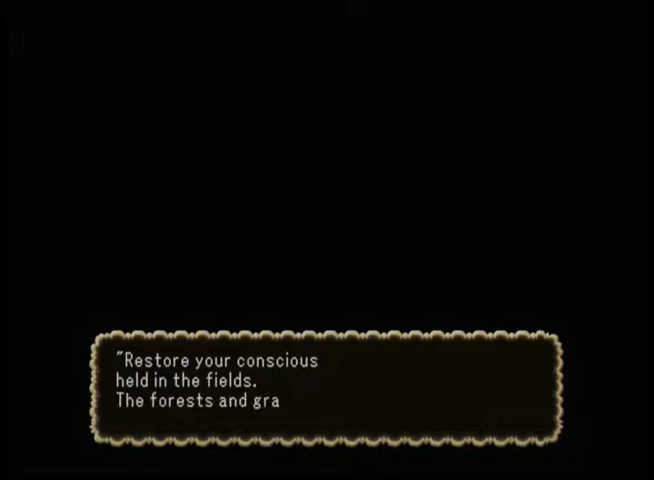 "Restore your conscious
held in the fields.
The forests and gra